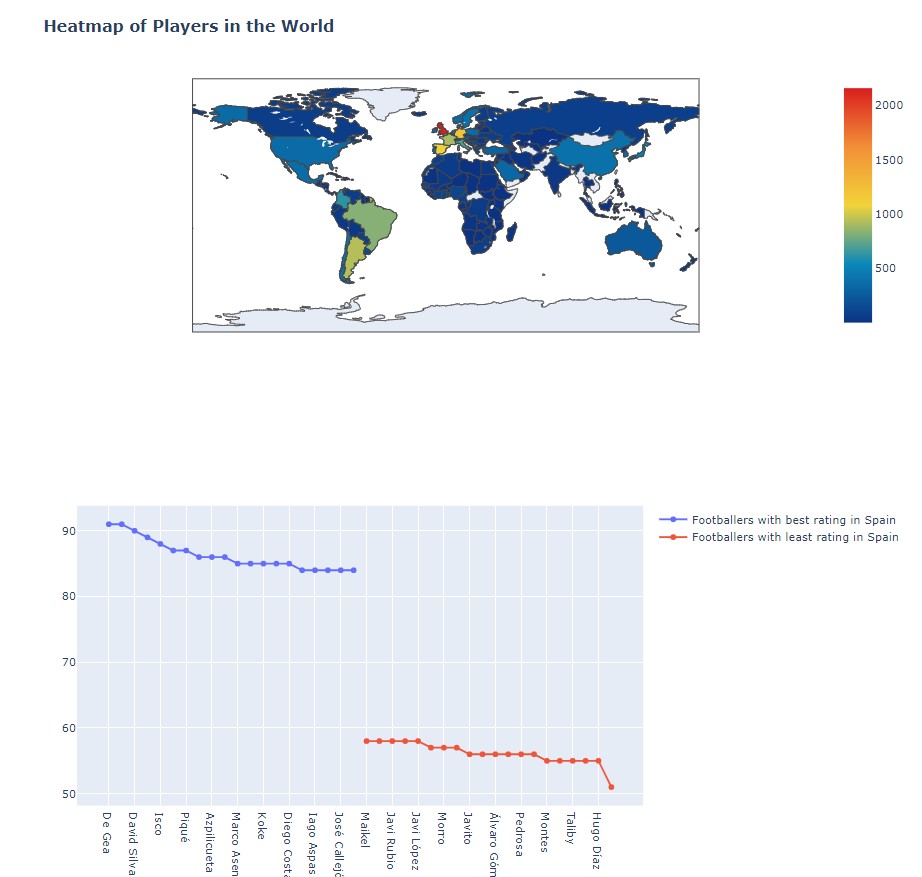 Heatmap of Players in the World
2000
1500
1000
500
Footballers with best rating in Spain
Footballers with least rating in Spain
90
80
70
60
50
De Gea
David Silva
Isco
Piqué
Azpilicueta
Marco Asen
Koke
Diego Costa
Iago Aspas
José Callejó
Maikel
Javi Rubio
Javi López
Morro
Javito
Álvaro Góm
Pedrosa
Montes
Tahiby
Hugo Díaz